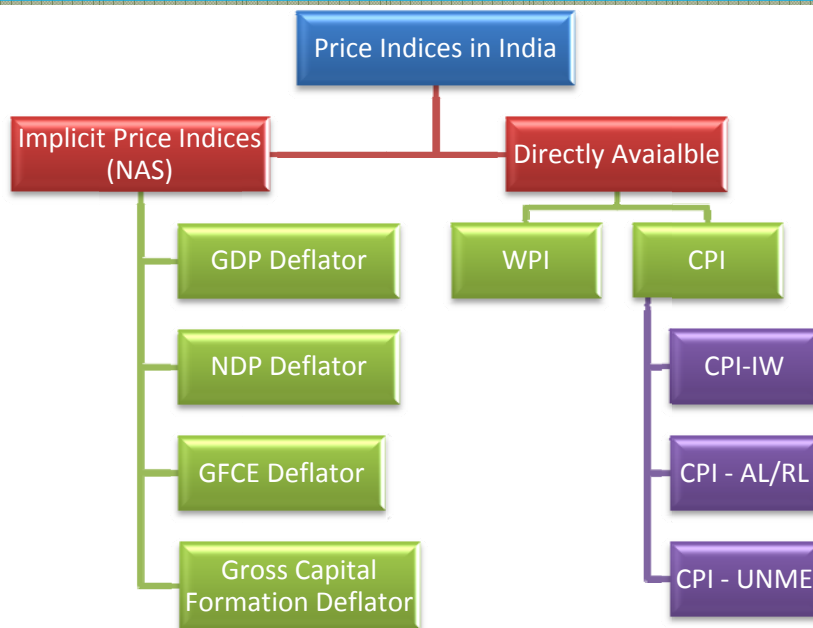 Price Indices in India
Implicit Price Indices
(NAS)
Directly Avaialble
GDP Deflator
NDP Deflator
GFCE Deflator
Gross Capital
Formation Deflator
WPI
CPI
CPI-IW
CPI - AL/RL
CPI - UNME